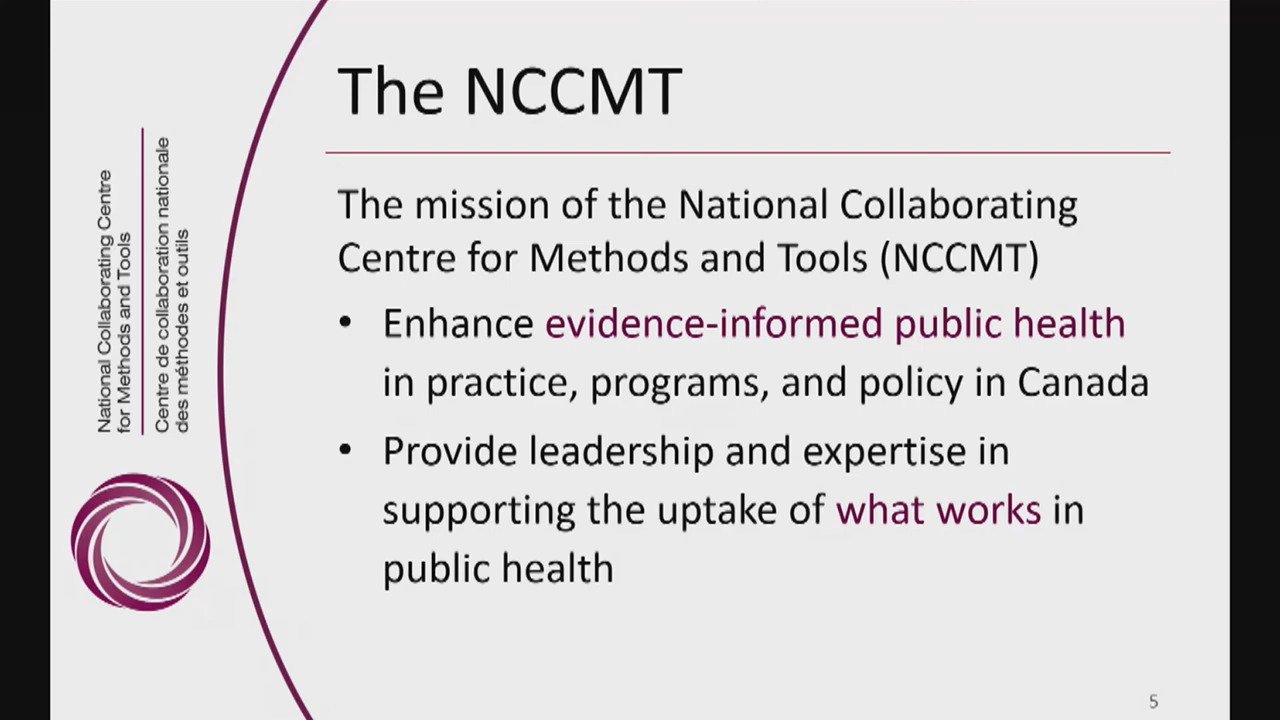 The NCCMT
The mission of the National Collaborating
Centre for Methods and Tools (NCCMT)
• Enhance evidence-informed public health
in practice, programs, and policy in Canada
• Provide leadership and expertise in
supporting the uptake of what works in
public health
National Collaborating Centre
for Methods and Tools
Centre de collaboration nationale
des méthodes et outils
5